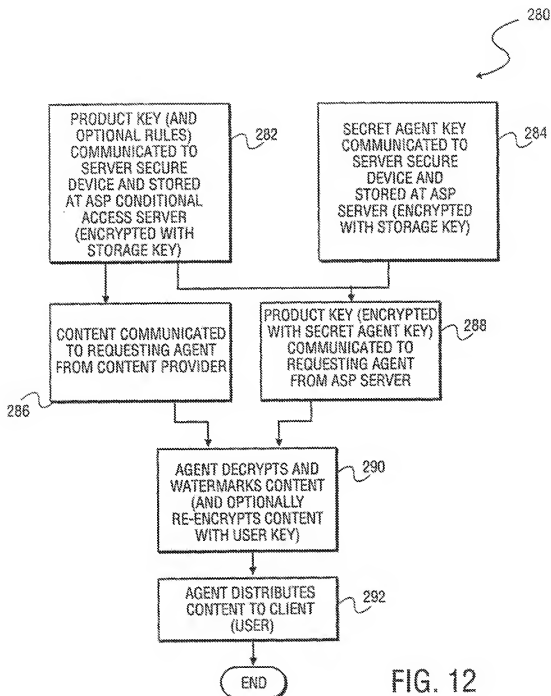 280
PRODUCT KEY (AND
OPTIONAL RULES)
COMMUNICATED TO
SERVER SECURE
DEVICE AND STORED
AT ASP CONDITIONAL
ACCESS SERVER
(ENCRYPTED WITH
STORAGE KEY)
282
SECRET AGENT KEY
COMMUNICATED TO
SERVER SECURE
DEVICE AND
STORED AT ASP
SERVER (ENCRYPTED
WITH STORAGE KEY)
284
CONTENT COMMUNICATED
TO REQUESTING AGENT
FROM CONTENT PROVIDER
286
PRODUCT KEY (ENCRYPTED
WITH SECRET AGENT KEY)
COMMUNICATED TO
REQUESTING AGENT
FROM ASP SERVER
288
AGENT DECRYPTS AND
WATERMARKS CONTENT
(AND OPTIONALLY
RE-ENCRYPTS CONTENT
WITH USER KEY)
290
AGENT DISTRIBUTES
CONTENT TO CLIENT
(USER)
292
END
FIG. 12